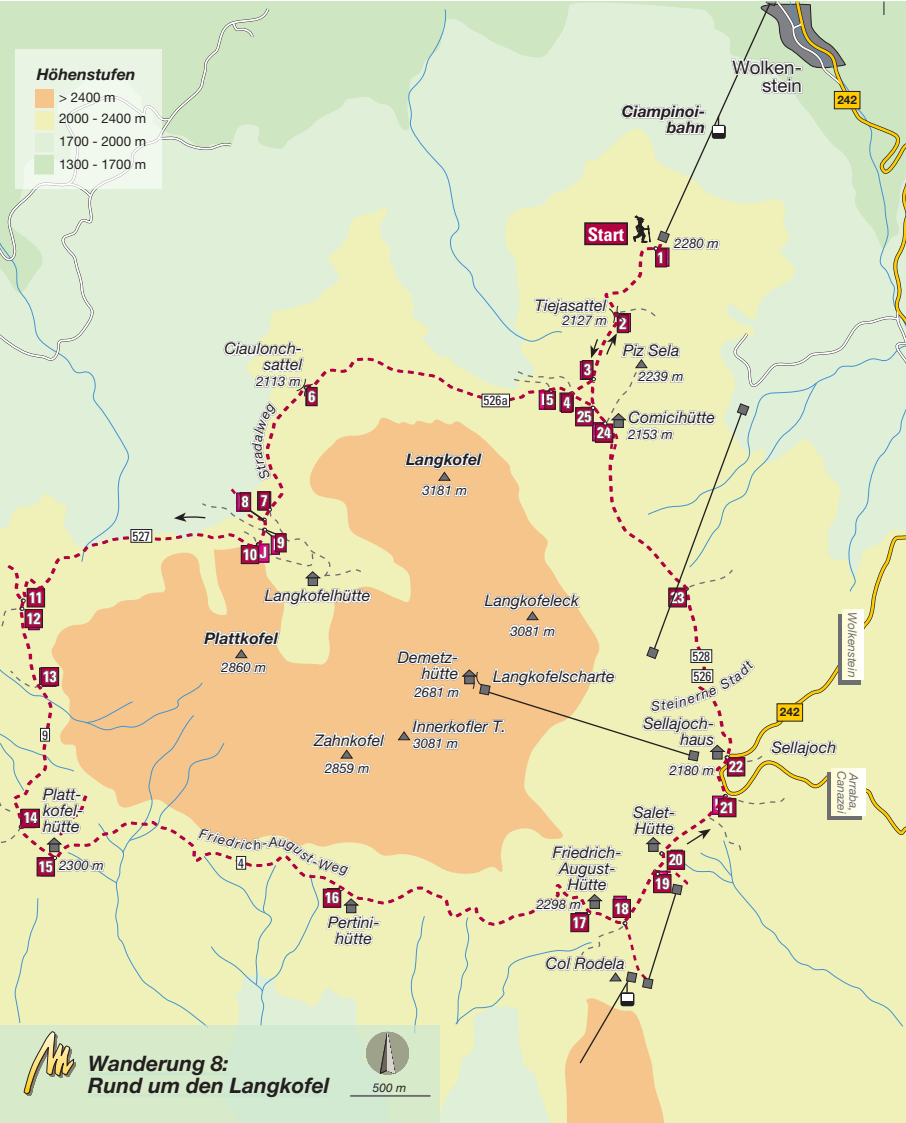 Höhenstufen
> 2400 m
2000 - 2400 m
1700 - 2000 m
1300 - 1700 m
Wolken-
stein
242
Ciampinoi-
bahn
Start
2280 m
1
Tiejasattel
2127 m
2
Piz Sela
2239 m
3
Ciaulonch-
sattel
2113 m
6
526a
5
4
25
24
Comicihütte
2153 m
Stradalweg
Langkofel
3181 m
8
7
9
10
J
527
Langkofelhütte
11
12
13
Langkofeleck
3081 m
23
Plattkofel
2860 m
Demetz-
hütte
2681 m
Langkofelscharte
528
526
Steinerne Stadt
Wolkenstein
242
Innerkofler T.
3081 m
Zahnkofel
2859 m
Sellajoch-
haus
2180 m
22
Sellajoch
Arraba,
Canazei
9
14
Platt-
kofel-
hütte
15
2300 m
21
Salet-
Hütte
20
19
Friedrich-August-Weg
4
16
Pertini-
hütte
Friedrich-
August-
Hütte
2298 m
17
18
Col Rodela
Wanderung 8:
Rund um den Langkofel
500 m